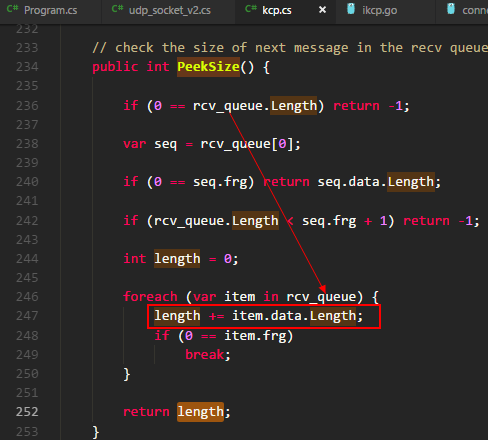 Program.cs udp_socket_v2.cs kcp.cs × ikcp.go conne
232
233 // check the size of next message in the recv queue
234 public int PeekSize() {
235
236 if (0 == rcv_queue.Length) return -1;
237
238 var seq = rcv_queue[0];
239
240 if (0 == seq.frg) return seq.data.Length;
241
242 if (rcv_queue.Length < seq.frg + 1) return -1;
243
244 int length = 0;
245
246 foreach (var item in rcv_queue) {
247 length += item.data.Length;
248 if (0 == item.frg)
249 break;
250 }
251
252 return length;
253 }